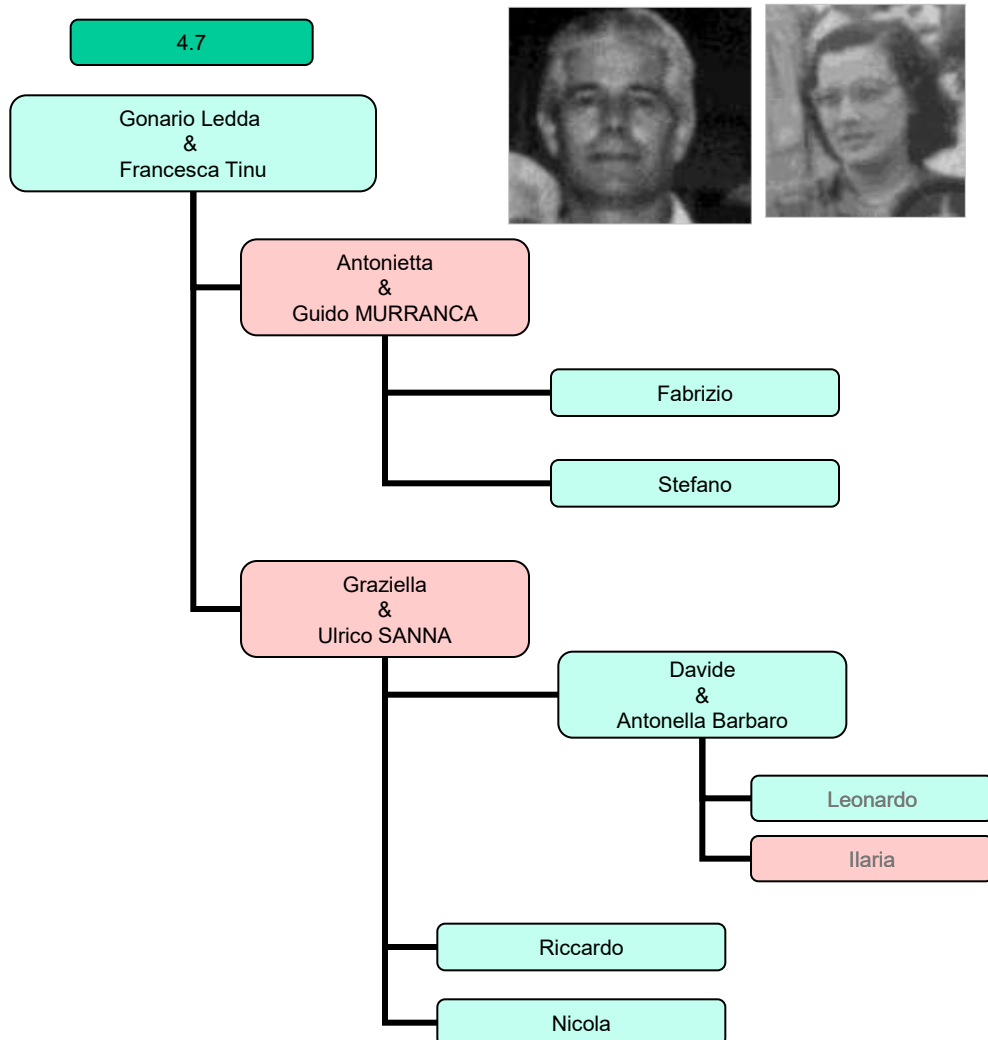 4.7
Gonario Ledda
&
Francesca Tinu
Antonietta
&
Guido MURRANCA
Fabrizio
Stefano
Graziella
&
Ulrico SANNA
Davide
&
Antonella Barbaro
Leonardo
Ilaria
Riccardo
Nicola